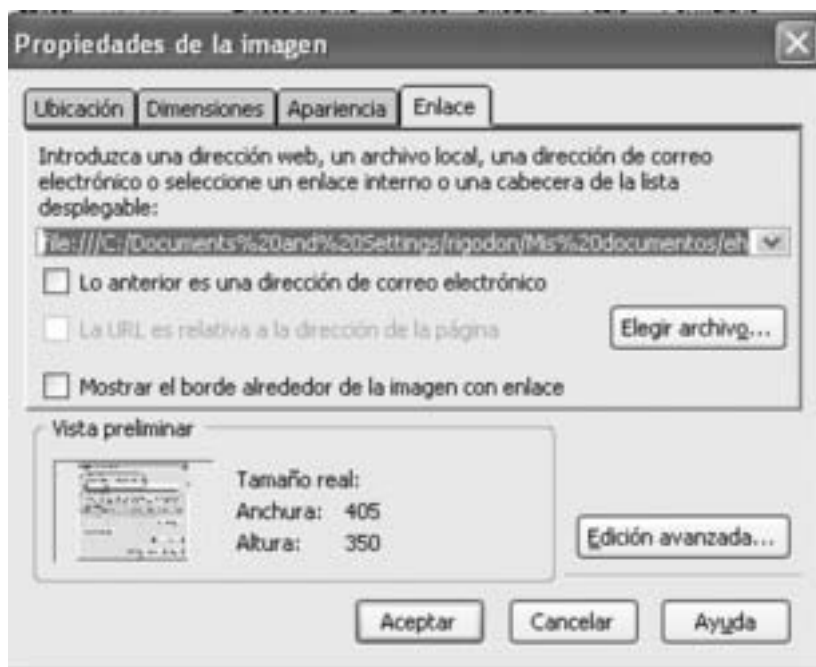 Propiedades de la imagen
Ubicación Dimensiones Apariencia Enlace
Introduzca una dirección web, un archivo local, una dirección de correo
electrónico o seleccione un enlace interno o una cabecera de la lista
desplegable:
file:///C:/Documents%20and%20Settings/rigodon/Mis%20documentos/eh
Lo anterior es una dirección de correo electrónico
La URL es relativa a la dirección de la página
Elegir archivo...
Mostrar el borde alrededor de la imagen con enlace
Vista preliminar
Tamaño real:
Anchura: 405
Altura: 350
Edición avanzada...
Aceptar Cancelar Ayuda